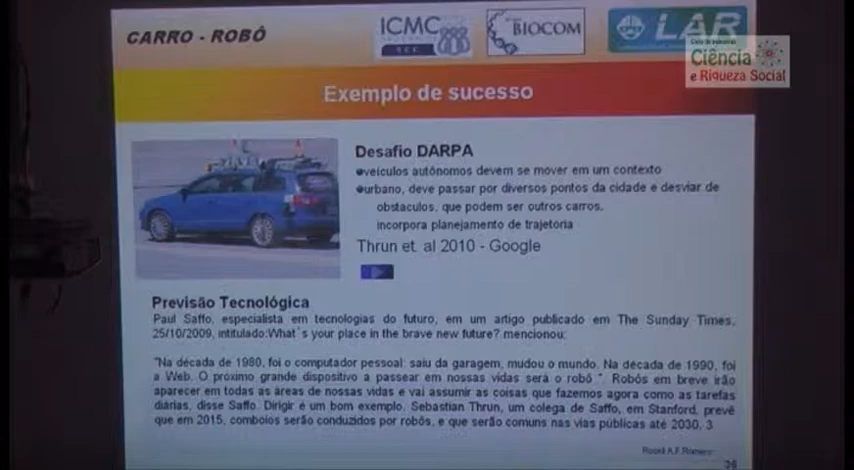 CARRO - ROBÔ
ICMC
SCC
BIOCOM
LAR
Ciência
e Riqueza Social
Exemplo de sucesso
Desafio DARPA
veículos autônomos devem se mover em um contexto
urbano, deve passar por diversos pontos da cidade e desviar de
obstaculos, que podem ser outros carros.
incorpora planejamento de trajetoria
Thrun et. al 2010 - Google
Previsão Tecnológica
Paul Saffo, especialista em tecnologias do futuro, em um artigo publicado em The Sunday Times,
25/10/2009, intitulado:What´s your place in the brave new future? mencionou:
"Na década de 1980, foi o computador pessoal: saiu da garagem, mudou o mundo. Na década de 1990, foi
a Web. O próximo grande dispositivo a passear em nossas vidas será o robô ". Robôs em breve irão
aparecer em todas as áreas de nossas vidas e vai assumir as coisas que fazemos agora como as tarefas
diárias, disse Saffo. Dirigir é um bom exemplo. Sebastian Thrun, um colega de Saffo, em Stanford, prevê
que em 2015, comboios serão conduzidos por robôs, e que serão comuns nas vias públicas até 2030. 3
Roseli A.F. Romero
36